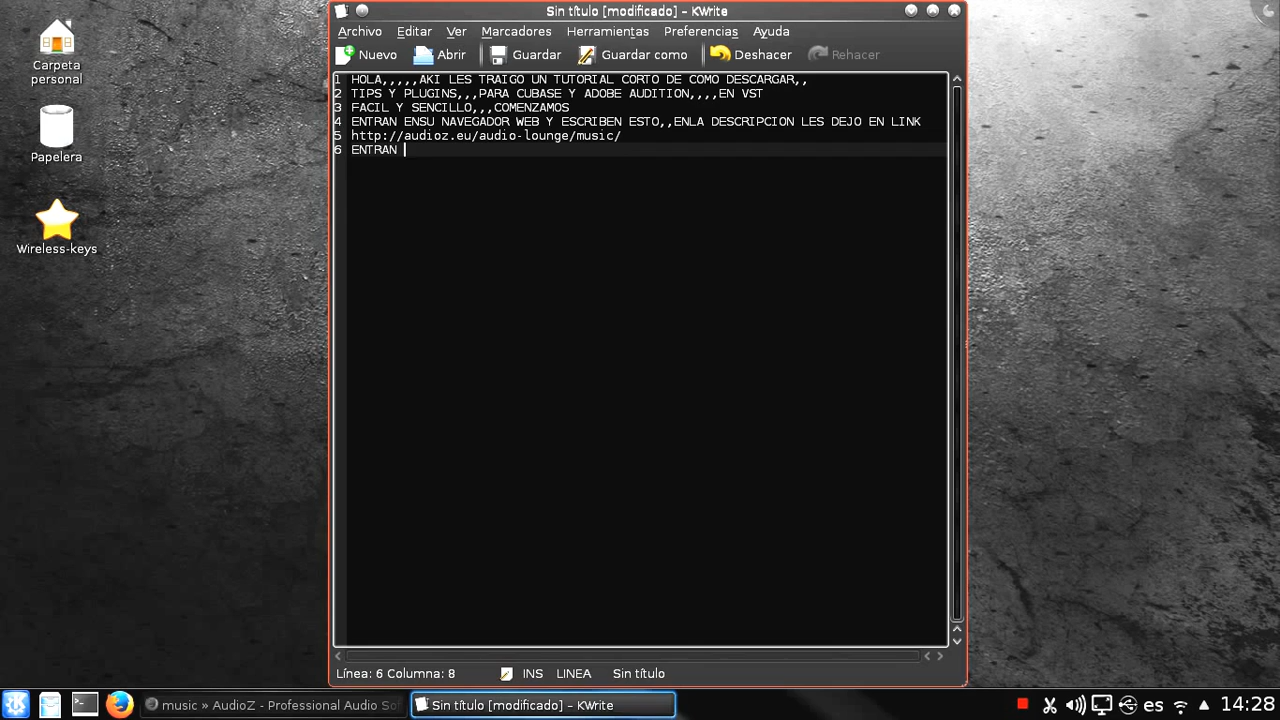 Carpeta
personal
Papelera
Wireless-keys
Sin título [modificado] – KWrite
Archivo Editar Ver Marcadores Herramientas Preferencias Ayuda
Nuevo Abrir Guardar Guardar como Deshacer Rehacer
1 HOLA,,,,,AKI LES TRAIGO UN TUTORIAL CORTO DE COMO DESCARGAR,,
2 TIPS Y PLUGINS,,,PARA CUBASE Y ADOBE AUDITION,,,,EN VST
3 FACIL Y SENCILLO,,,COMENZAMOS
4 ENTRAN ENSU NAVEGADOR WEB Y ESCRIBEN ESTO,,ENLA DESCRIPCION LES DEJO EN LINK
5 http://audioz.eu/audio-lounge/music/
6 ENTRAN
Línea: 6 Columna: 8 INS LINEA Sin título
music » AudioZ - Professional Audio So Sin título [modificado] – KWrite es 14:28